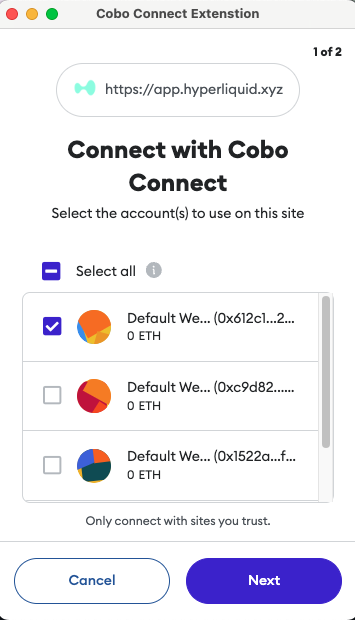 Cobo Connect Extenstion
1 of 2
https://app.hyperliquid.xyz
Connect with Cobo
Connect
Select the account(s) to use on this site
Select all
Default We... (0x612c1...2...
0 ETH
Default We... (0xc9d82......
0 ETH
Default We... (0x1522a...f...
0 ETH
Only connect with sites you trust.
Cancel
Next